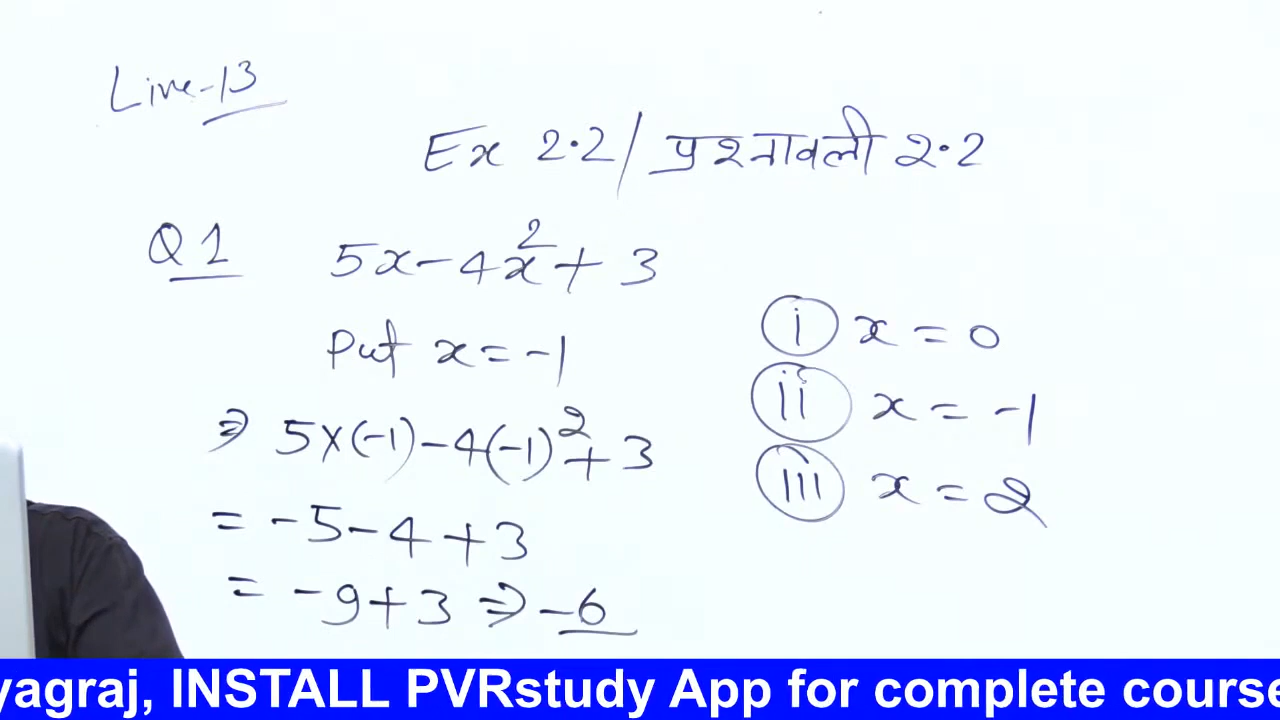 Live-13
Ex 2.2 / प्रश्नावली 2.2
Q1 5x-4x²+3
Put x=-1
⇒ 5×(-1)-4(-1)²+3
= -5-4+3
= -9+3 ⇒ -6
i x=0
ii x=-1
iii x=2
yagraj, INSTALL PVRstudy App for complete course